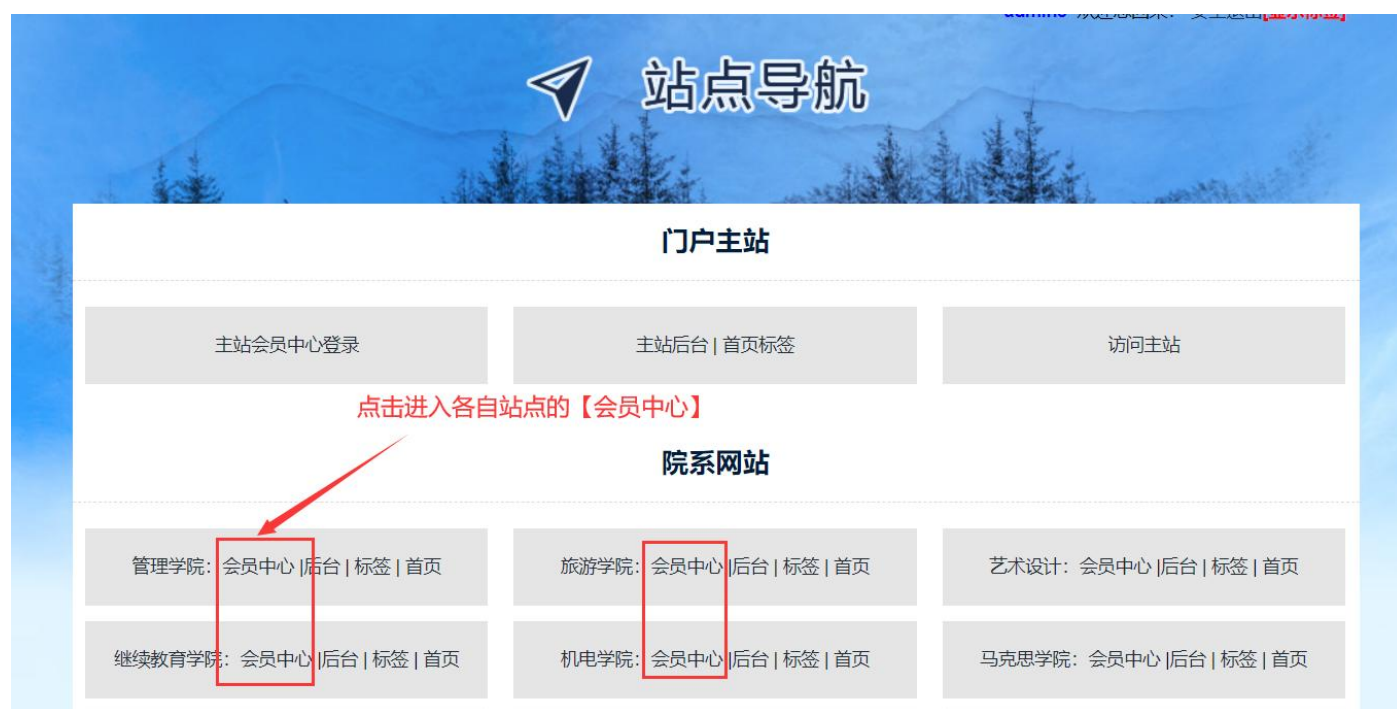 [显示标签]
站点导航
门户主站
主站会员中心登录
主站后台 | 首页标签
访问主站
点击进入各自站点的【会员中心】
院系网站
管理学院：会员中心 |后台 | 标签 | 首页
旅游学院：会员中心 |后台 | 标签 | 首页
艺术设计：会员中心 |后台 | 标签 | 首页
继续教育学院：会员中心 |后台 | 标签 | 首页
机电学院：会员中心 |后台 | 标签 | 首页
马克思学院：会员中心 |后台 | 标签 | 首页